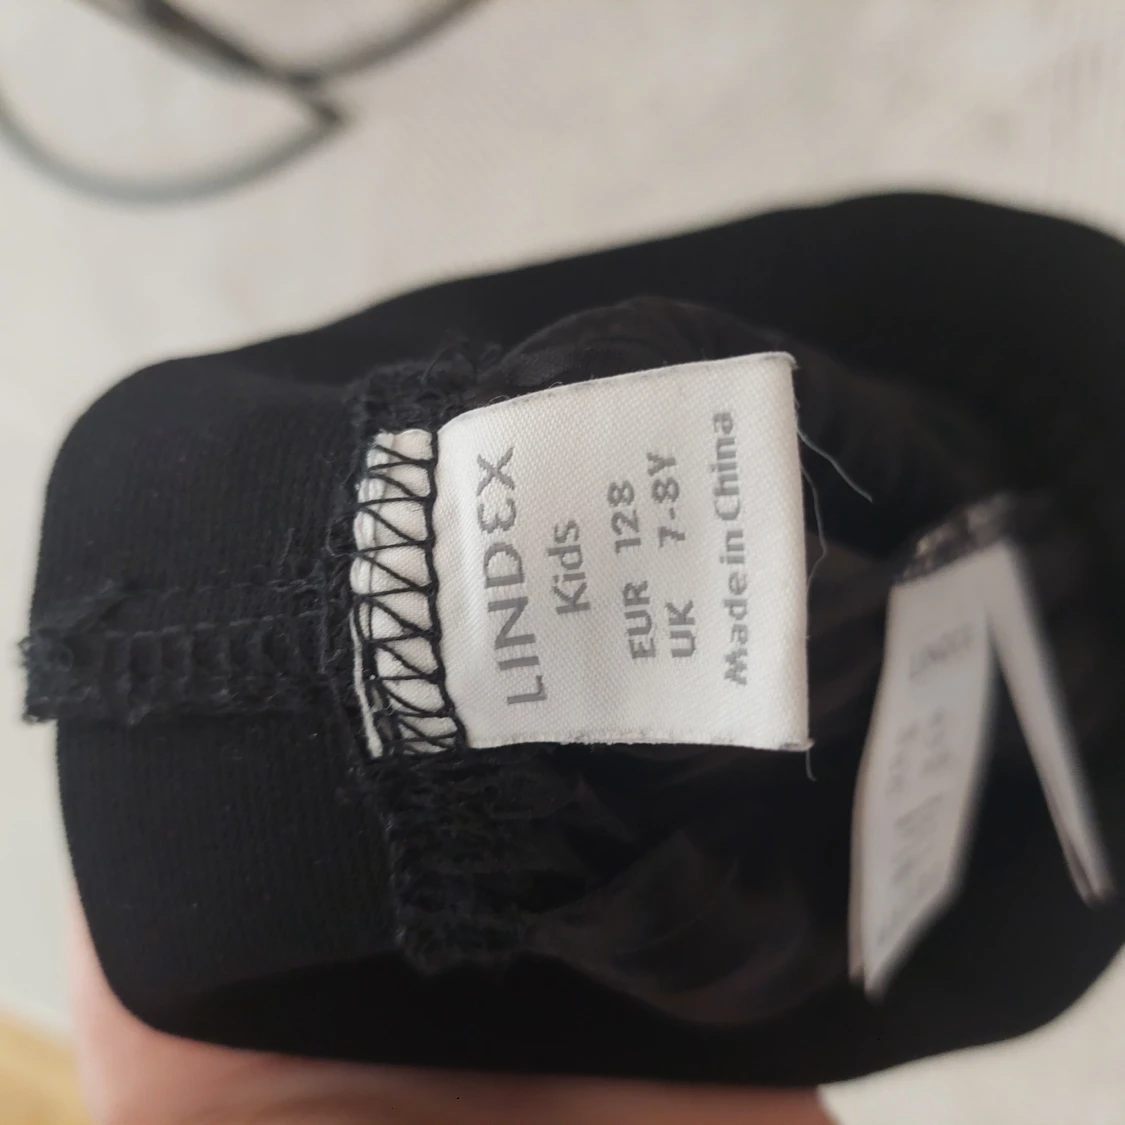 LINDEX
Kids
EUR 128
UK 7-8Y
Made in China